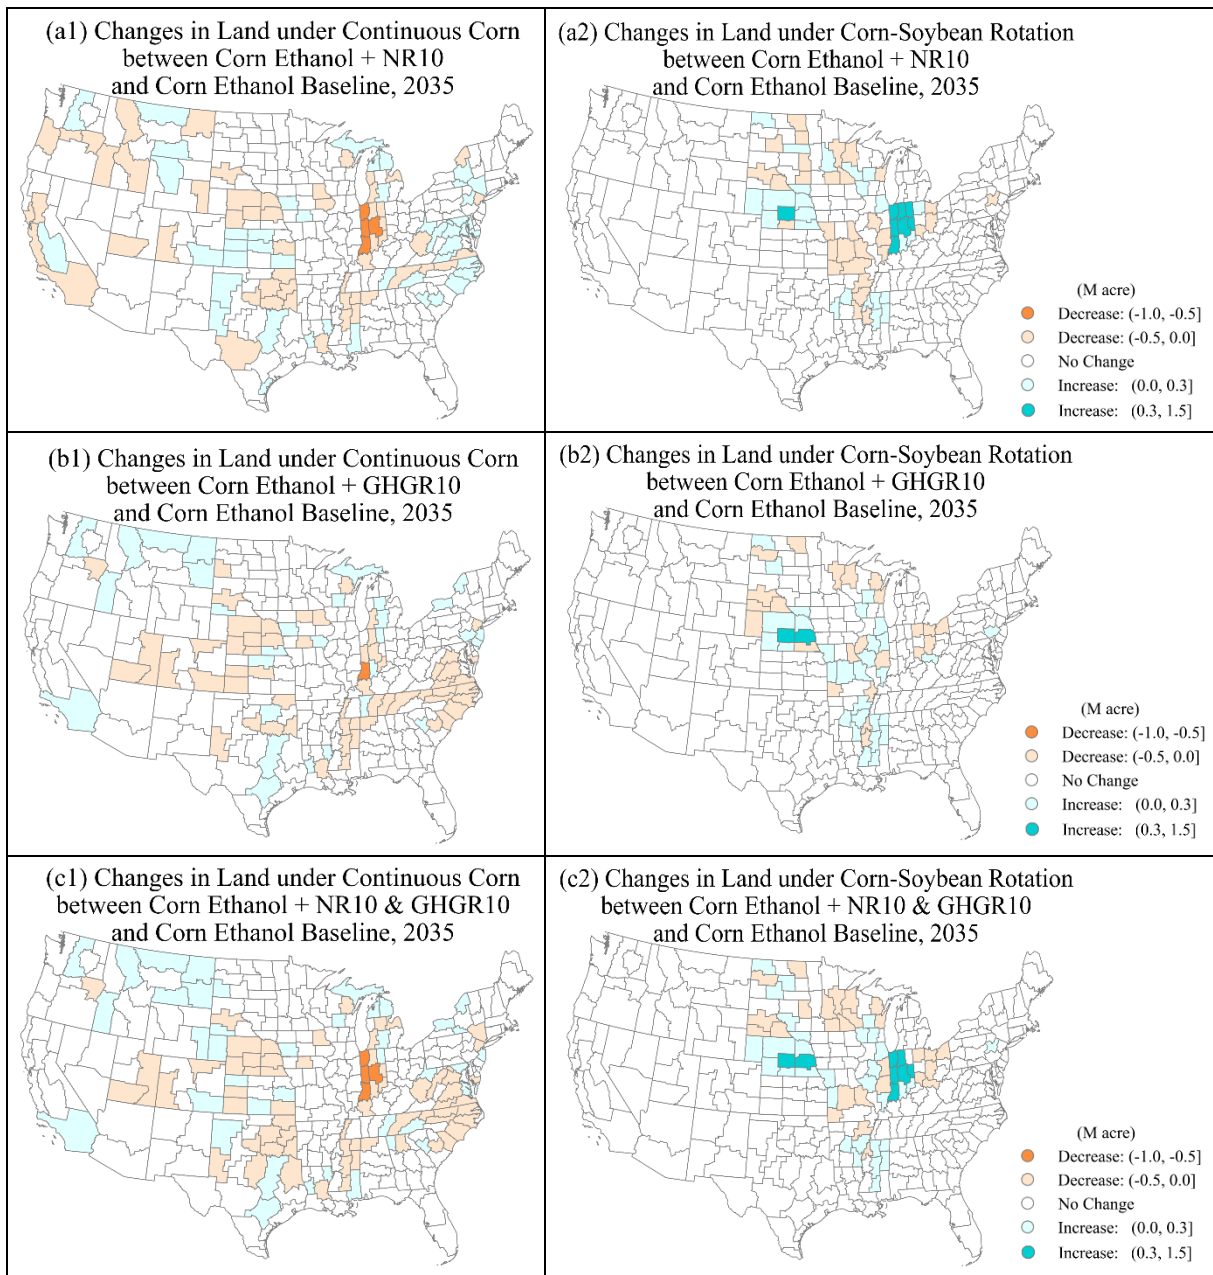 (a1) Changes in Land under Continuous Corn
between Corn Ethanol + NR10
and Corn Ethanol Baseline, 2035
(a2) Changes in Land under Corn-Soybean Rotation
between Corn Ethanol + NR10
and Corn Ethanol Baseline, 2035
(M acre)
Decrease: (-1.0, -0.5]
Decrease: (-0.5, 0.0]
No Change
Increase: (0.0, 0.3]
Increase: (0.3, 1.5]
(b1) Changes in Land under Continuous Corn
between Corn Ethanol + GHGR10
and Corn Ethanol Baseline, 2035
(b2) Changes in Land under Corn-Soybean Rotation
between Corn Ethanol + GHGR10
and Corn Ethanol Baseline, 2035
(M acre)
Decrease: (-1.0, -0.5]
Decrease: (-0.5, 0.0]
No Change
Increase: (0.0, 0.3]
Increase: (0.3, 1.5]
(c1) Changes in Land under Continuous Corn
between Corn Ethanol + NR10 & GHGR10
and Corn Ethanol Baseline, 2035
(c2) Changes in Land under Corn-Soybean Rotation
between Corn Ethanol + NR10 & GHGR10
and Corn Ethanol Baseline, 2035
(M acre)
Decrease: (-1.0, -0.5]
Decrease: (-0.5, 0.0]
No Change
Increase: (0.0, 0.3]
Increase: (0.3, 1.5]